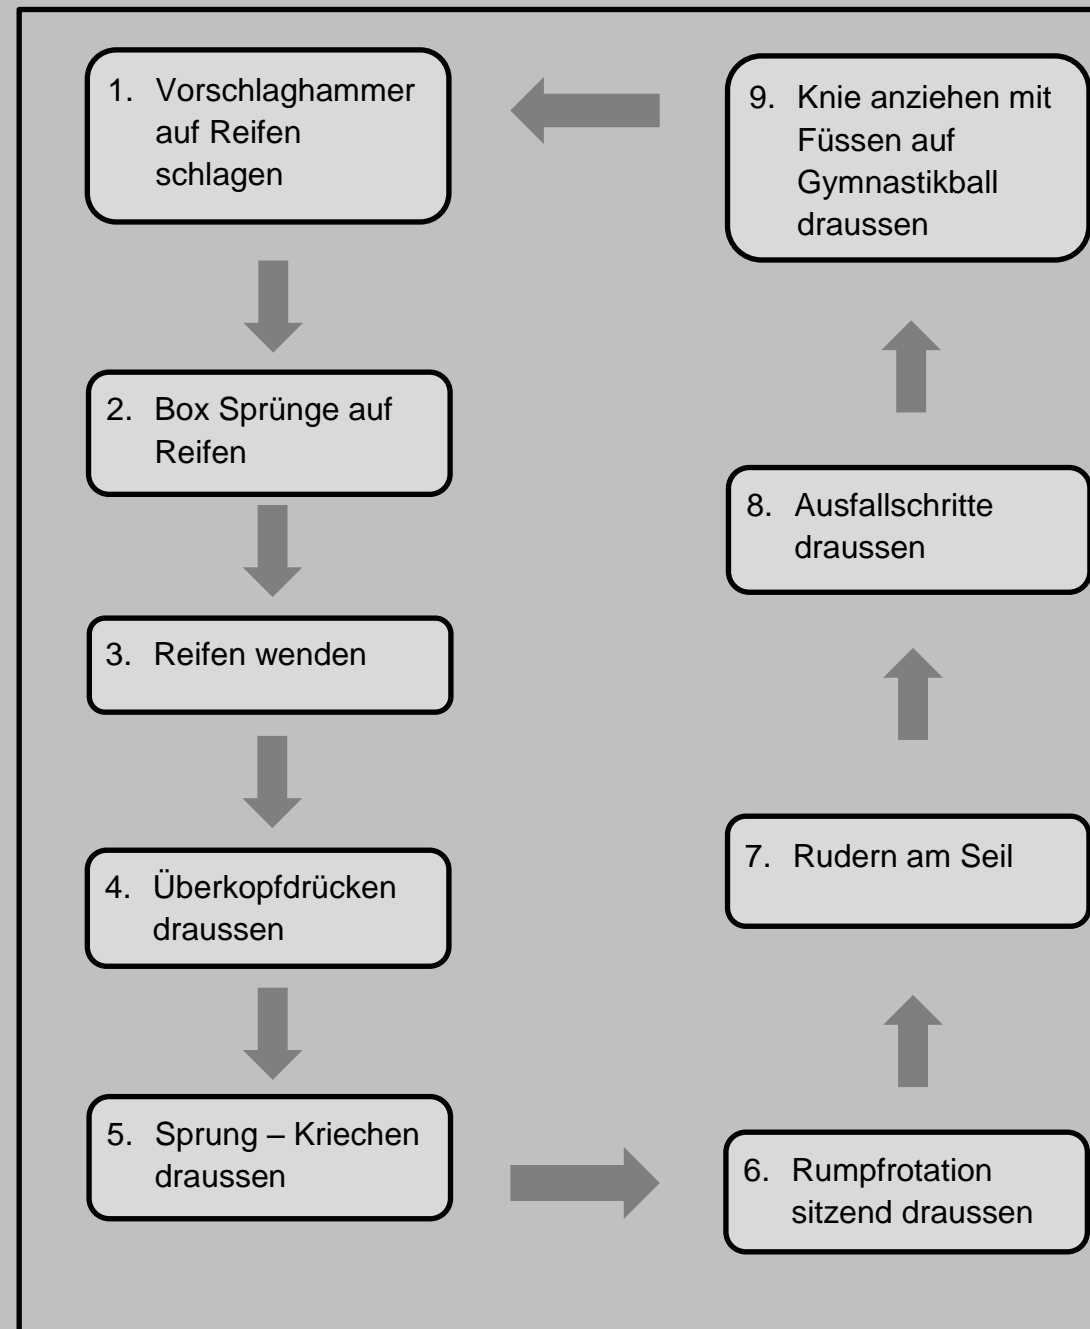 1. Vorschlaghammer
auf Reifen
schlagen
2. Box Sprünge auf
Reifen
3. Reifen wenden
4. Überkopfdrücken
draussen
5. Sprung – Kriechen
draussen
6. Rumpfrotation
sitzend draussen
7. Rudern am Seil
8. Ausfallschritte
draussen
9. Knie anziehen mit
Füssen auf
Gymnastikball
draussen